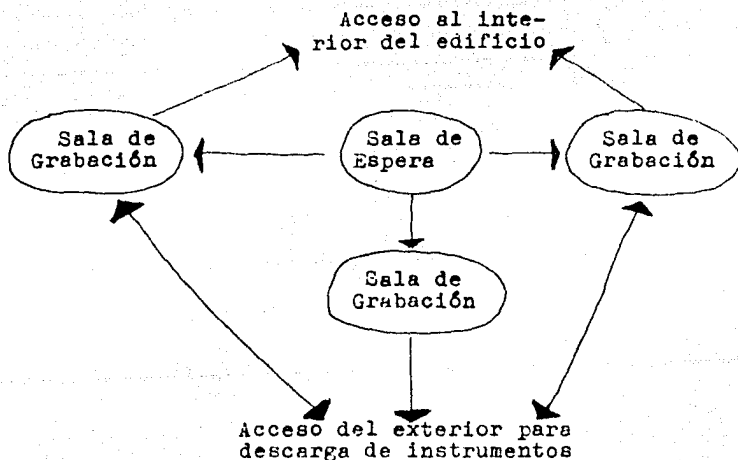 Acceso al inte-
rior del edificio
Sala de
Grabación
Sala de
Espera
Sala de
Grabación
Sala de
Grabación
Acceso del exterior para
descarga de instrumentos